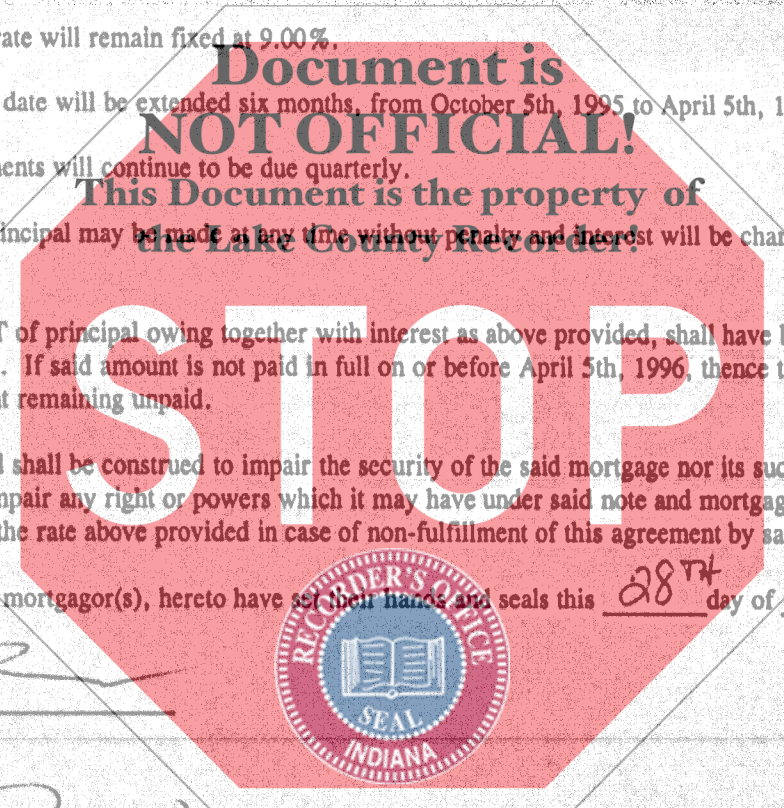 rate will remain fixed at 9.00%.
Document is
date will be extended six months, from October 5th, 1995 to April 5th, 1
NOT OFFICIAL!
ents will continue to be due quarterly.
This Document is the property of
the Lake County Recorder!
incipal may be made at any time without penalty and interest will be char
STOP
T of principal owing together with interest as above provided, shall have b
. If said amount is not paid in full on or before April 5th, 1996, thence t
t remaining unpaid.
d shall be construed to impair the security of the said mortgage nor its suc
mpair any right or powers which it may have under said note and mortgag
the rate above provided in case of non-fulfillment of this agreement by sa
mortgagor(s), hereto have set their hands and seals this 28TH day of
RECORDER'S OFFICE
SEAL
INDIANA